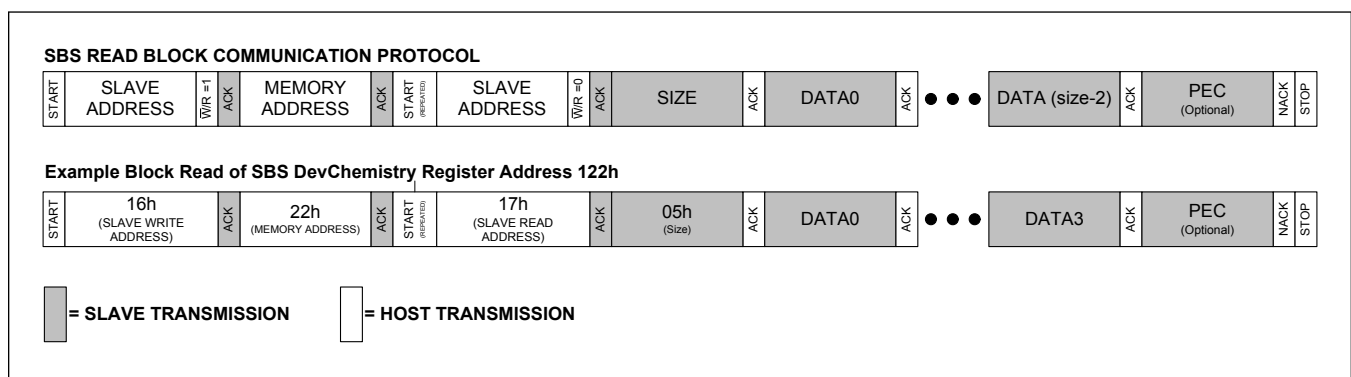 SBS READ BLOCK COMMUNICATION PROTOCOL
START
SLAVE
ADDRESS
W̅/R =1
ACK
MEMORY
ADDRESS
ACK
START
(REPEATED)
SLAVE
ADDRESS
W̅/R =0
ACK
SIZE
ACK
DATA0
ACK
DATA (size-2)
ACK
PEC
(Optional)
NACK
STOP
Example Block Read of SBS DevChemistry Register Address 122h
START
16h
(SLAVE WRITE
ADDRESS)
ACK
22h
(MEMORY ADDRESS)
ACK
START
(REPEATED)
17h
(SLAVE READ
ADDRESS)
ACK
05h
(Size)
ACK
DATA0
ACK
DATA3
ACK
PEC
(Optional)
NACK
STOP
= SLAVE TRANSMISSION
= HOST TRANSMISSION